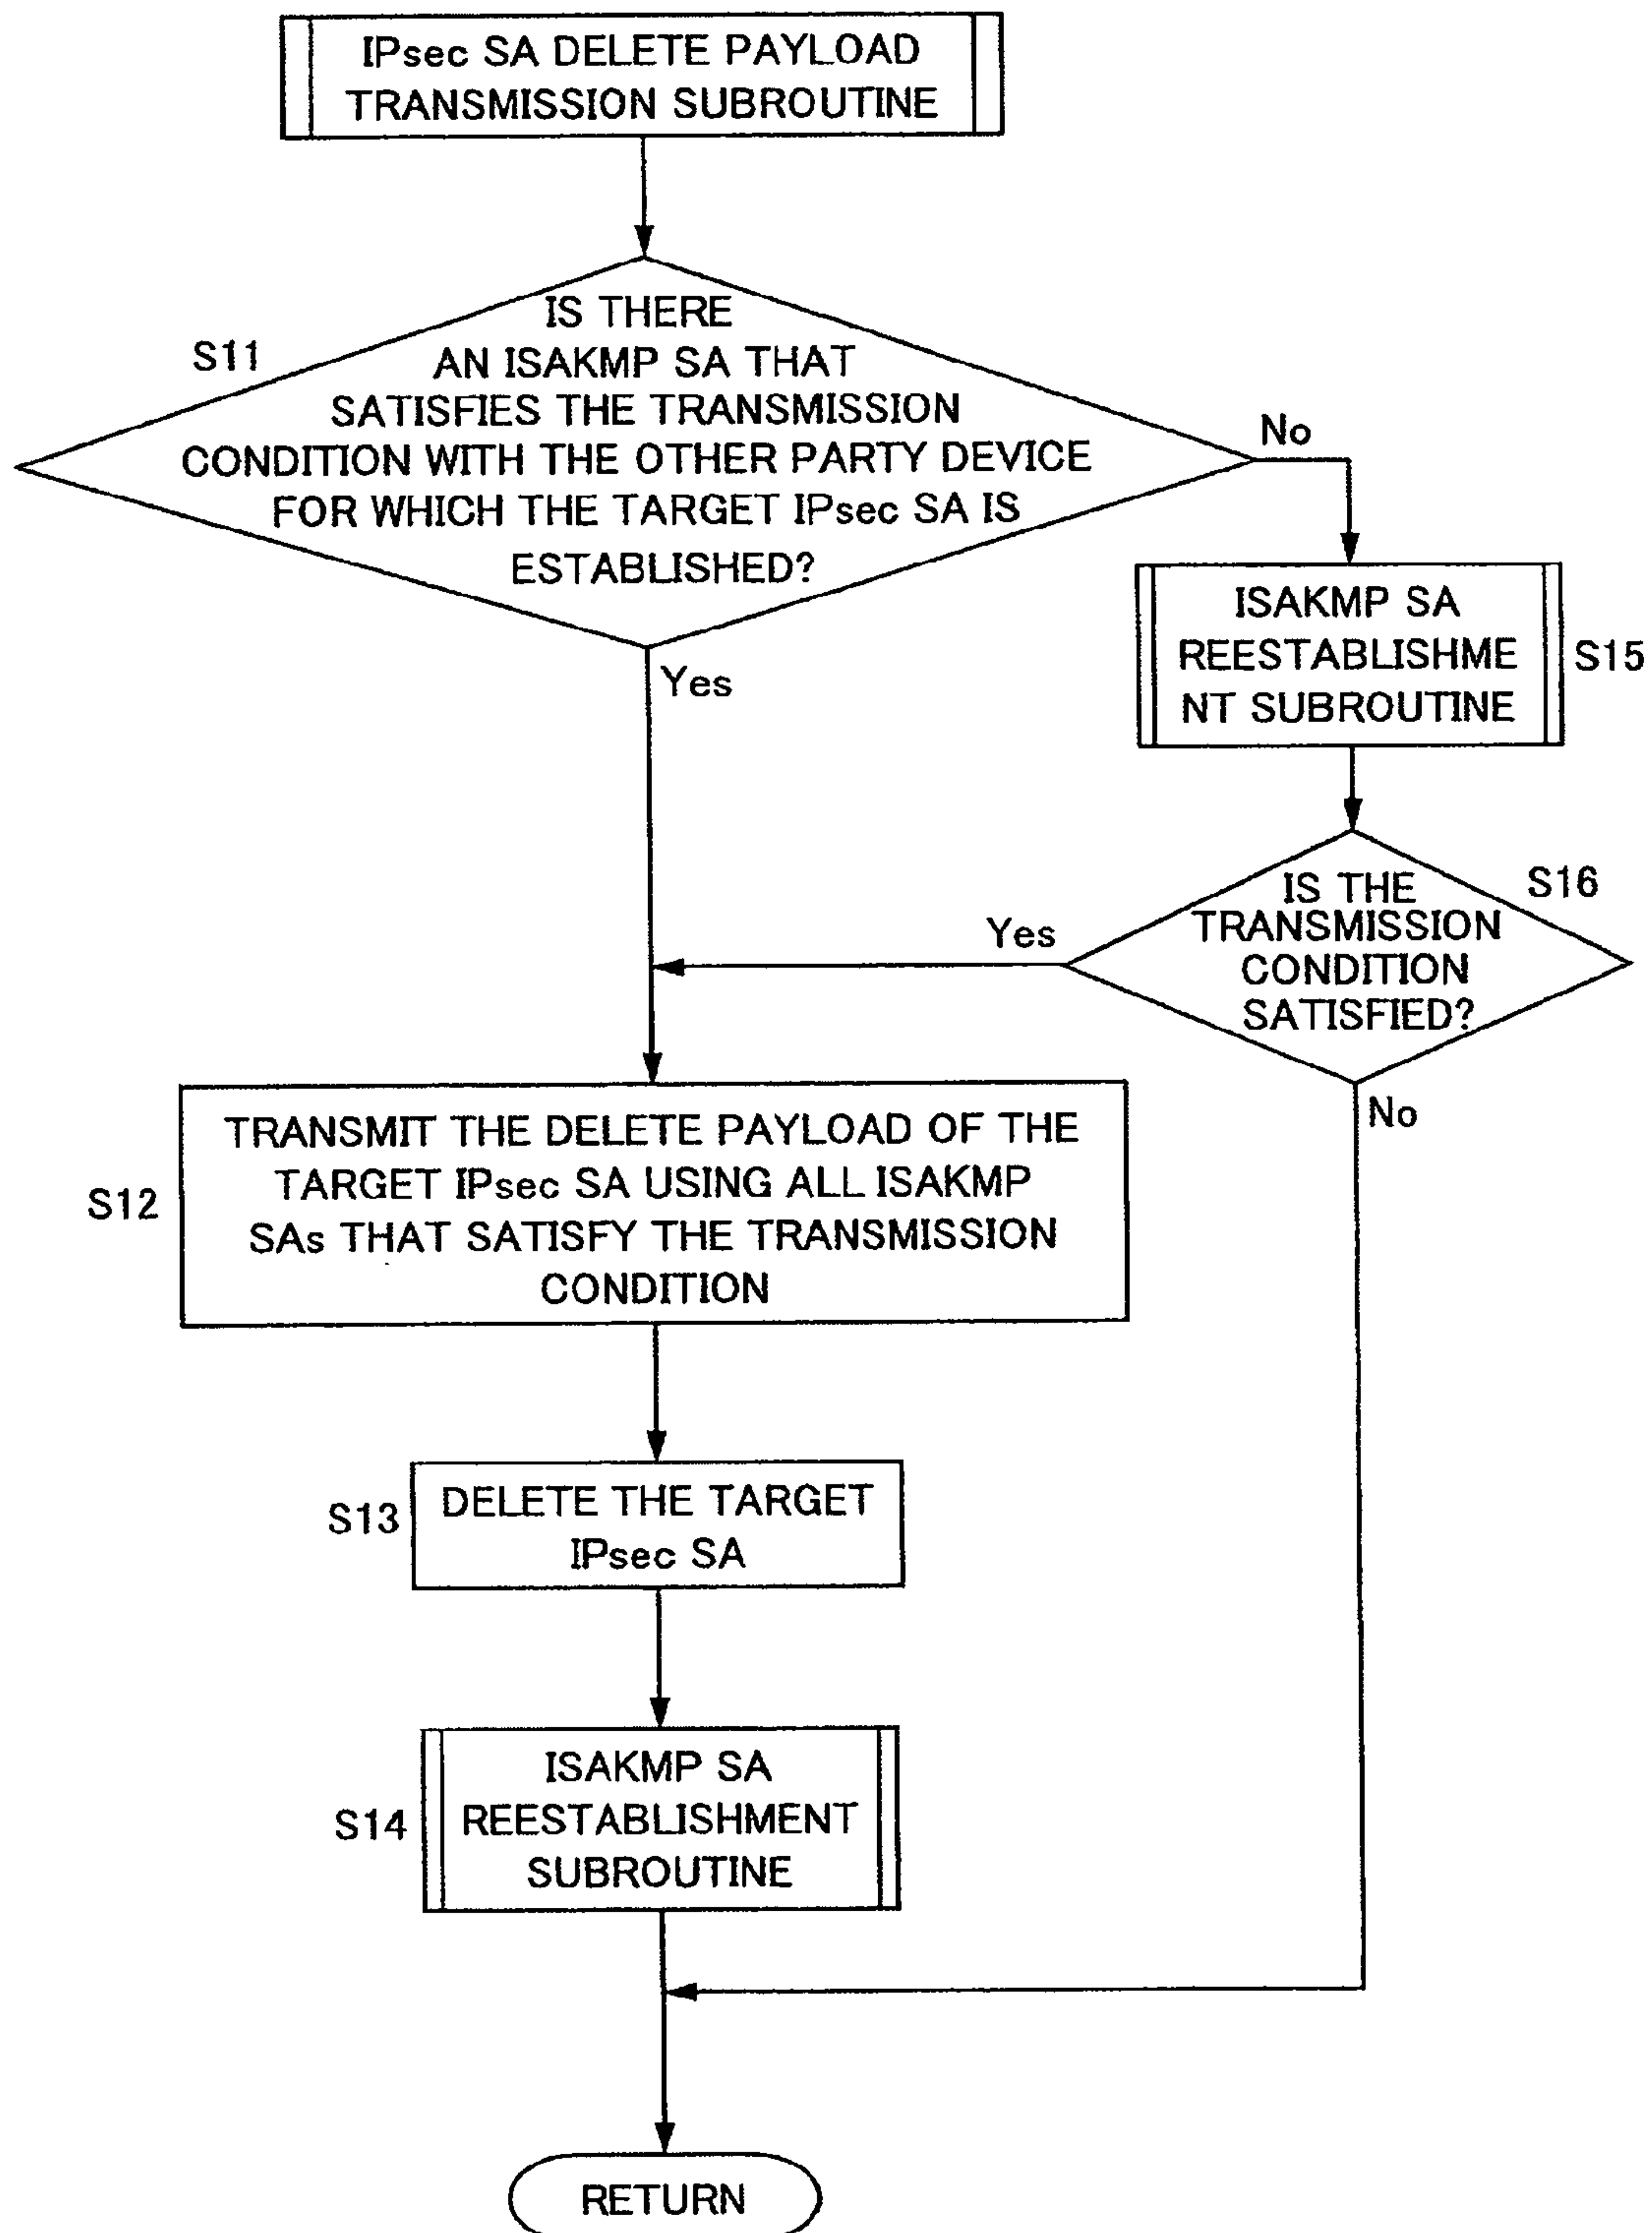 IPsec SA DELETE PAYLOAD
TRANSMISSION SUBROUTINE
S11
IS THERE
AN ISAKMP SA THAT
SATISFIES THE TRANSMISSION
CONDITION WITH THE OTHER PARTY DEVICE
FOR WHICH THE TARGET IPsec SA IS
ESTABLISHED?
No
Yes
ISAKMP SA
REESTABLISHME
NT SUBROUTINE
S15
IS THE
TRANSMISSION
CONDITION
SATISFIED?
S16
Yes
No
S12
TRANSMIT THE DELETE PAYLOAD OF THE
TARGET IPsec SA USING ALL ISAKMP
SAs THAT SATISFY THE TRANSMISSION
CONDITION
S13
DELETE THE TARGET
IPsec SA
S14
ISAKMP SA
REESTABLISHMENT
SUBROUTINE
RETURN